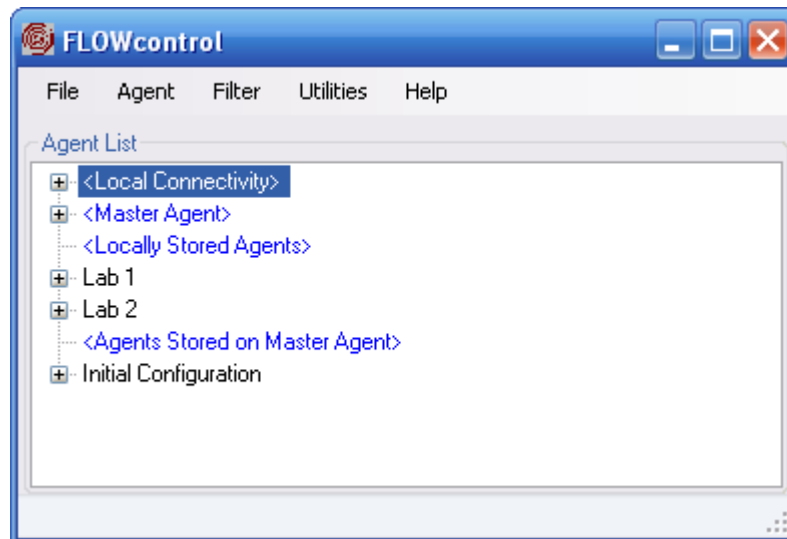 FLOWcontrol
File Agent Filter Utilities Help
Agent List
<Local Connectivity>
<Master Agent>
<Locally Stored Agents>
Lab 1
Lab 2
<Agents Stored on Master Agent>
Initial Configuration